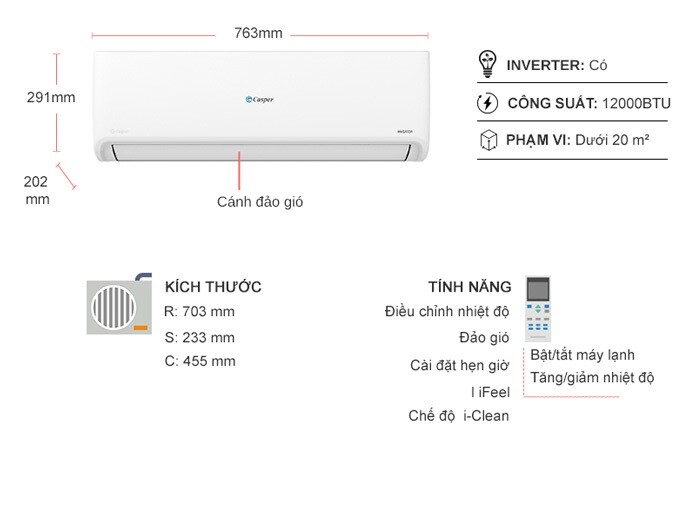 763mm
291mm
202
mm
Casper
INVERTER
Cánh đảo gió
INVERTER: Có
CÔNG SUẤT: 12000BTU
PHẠM VI: Dưới 20 m²
KÍCH THƯỚC
R: 703 mm
S: 233 mm
C: 455 mm
TÍNH NĂNG
Điều chỉnh nhiệt độ
Đảo gió
Cài đặt hẹn giờ
I iFeel
Chế độ i-Clean
Bật/tắt máy lạnh
Tăng/giảm nhiệt độ